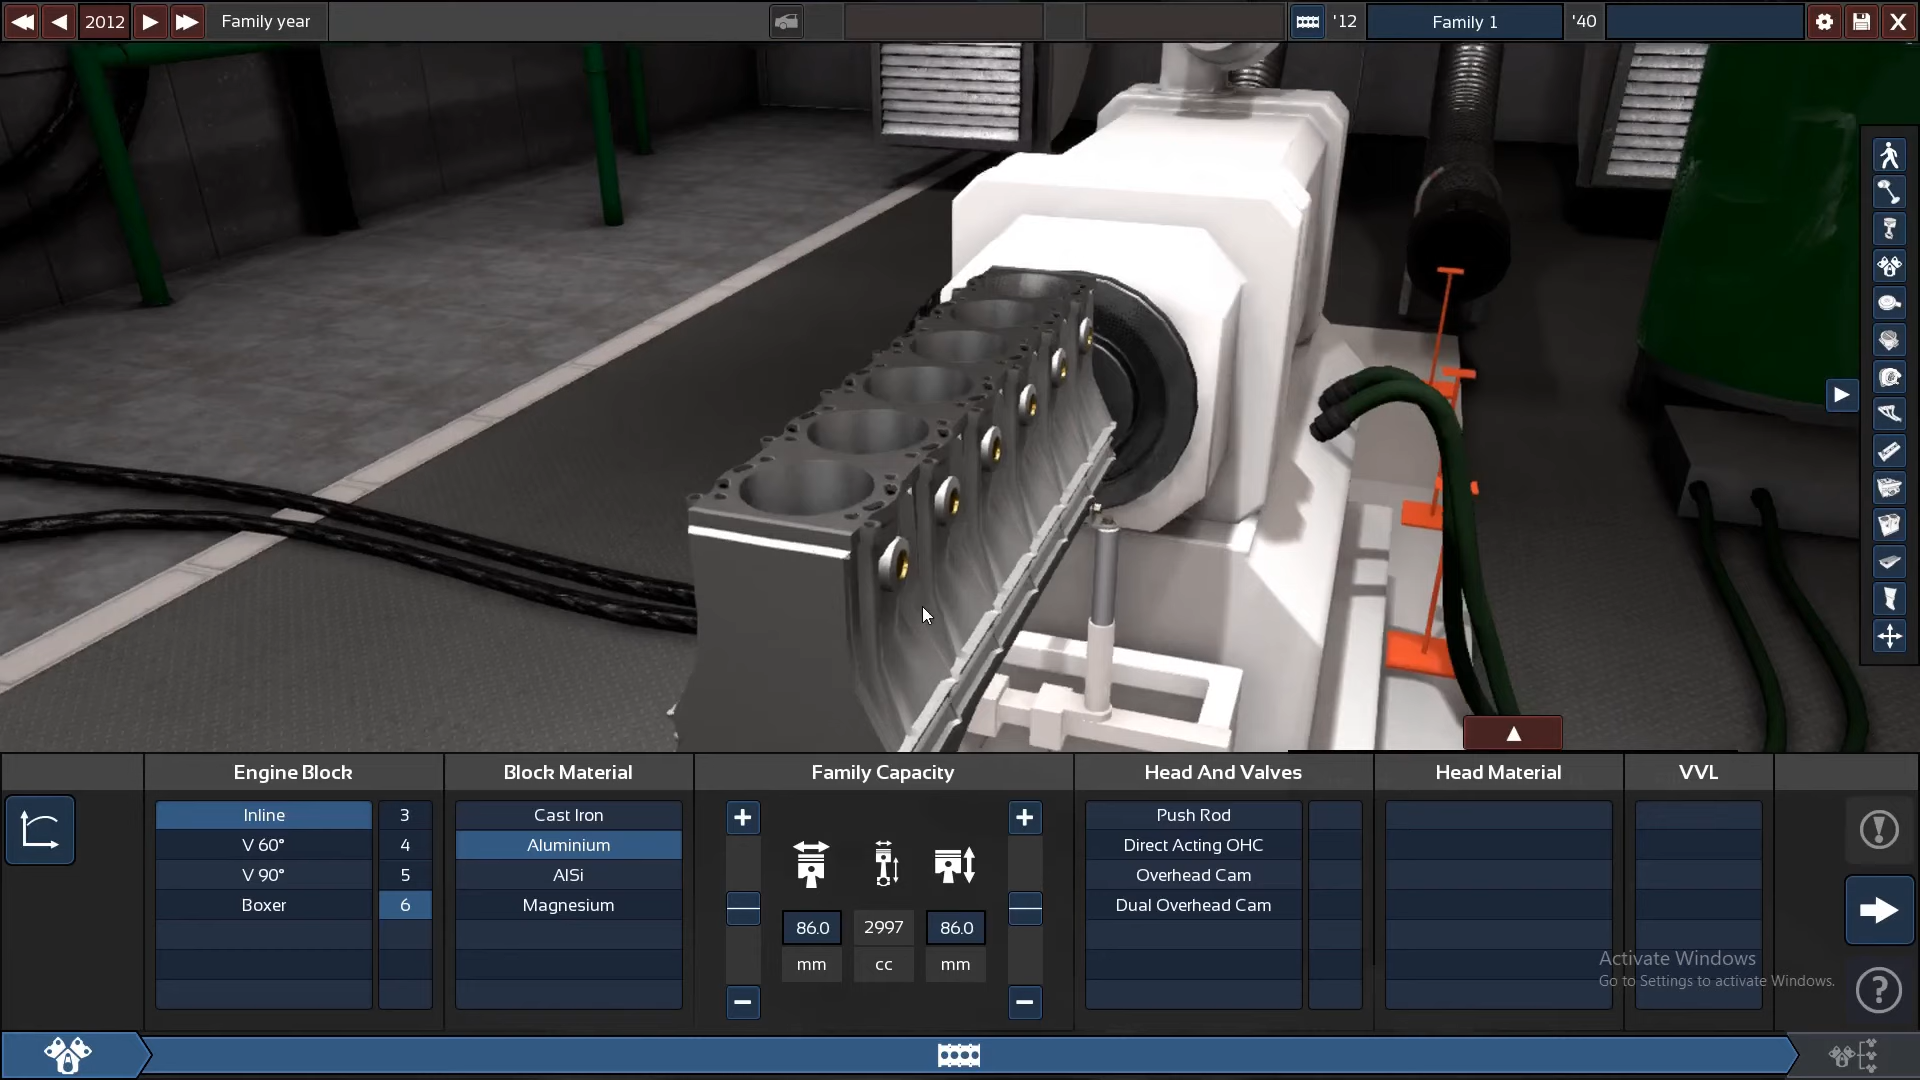 2012
Family year
'12
Family 1
'40
X
Engine Block
Inline
3
V 60°
4
V 90°
5
Boxer
6
Block Material
Cast Iron
Aluminium
AlSi
Magnesium
Family Capacity
86.0
2997
86.0
mm
cc
mm
Head And Valves
Push Rod
Direct Acting OHC
Overhead Cam
Dual Overhead Cam
Head Material
VVL
Activate Windows
Go to Settings to activate Windows.